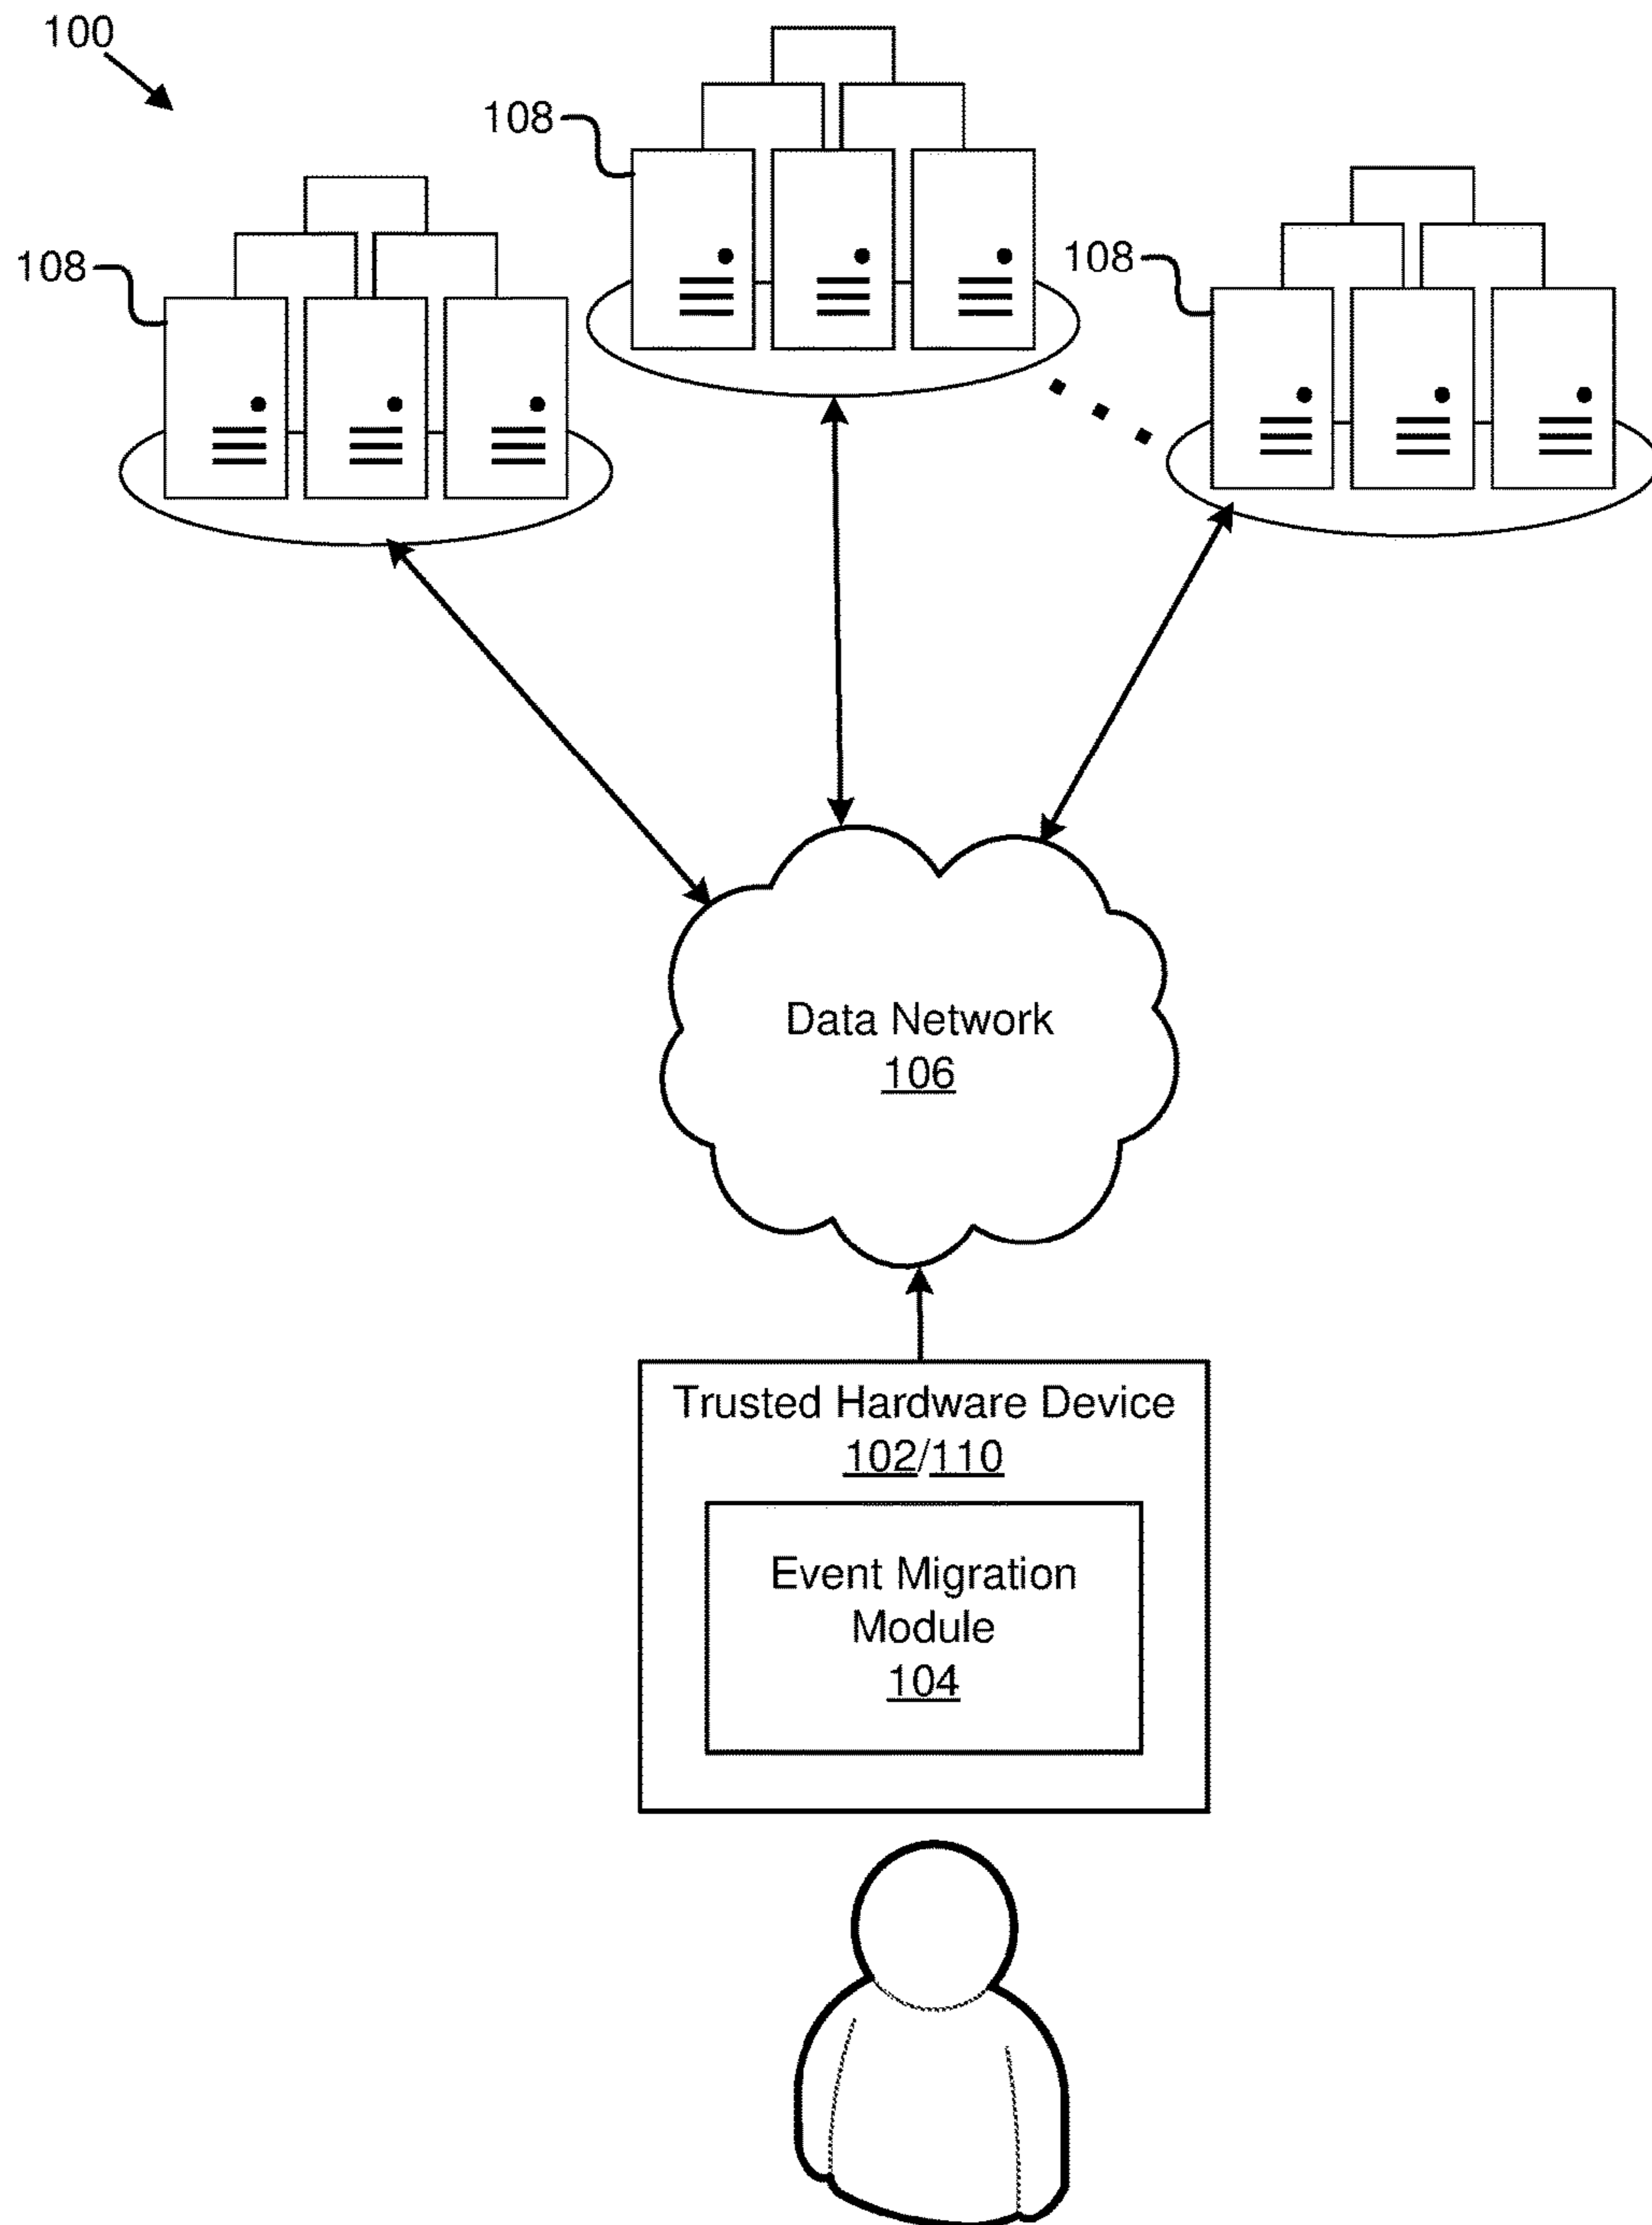 100
108
108
108
Data Network
106
Trusted Hardware Device
102/110
Event Migration
Module
104